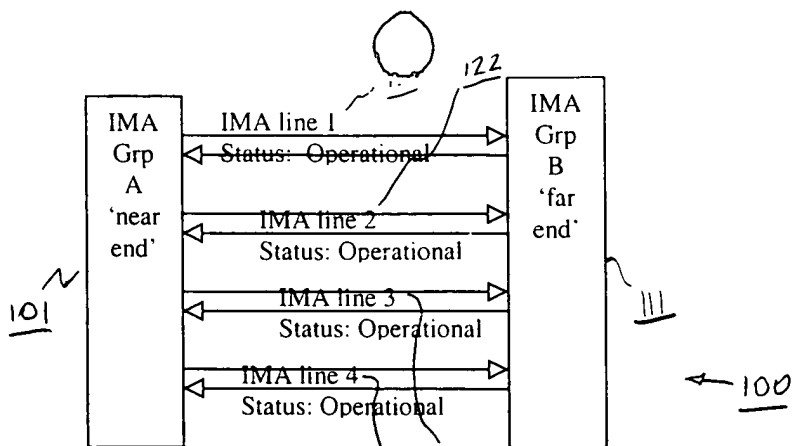 122
IMA
Grp
A
'near
end'
IMA line 1
Status: Operational
IMA line 2
Status: Operational
IMA line 3
Status: Operational
IMA line 4
Status: Operational
IMA
Grp
B
'far
end'
101
111
100